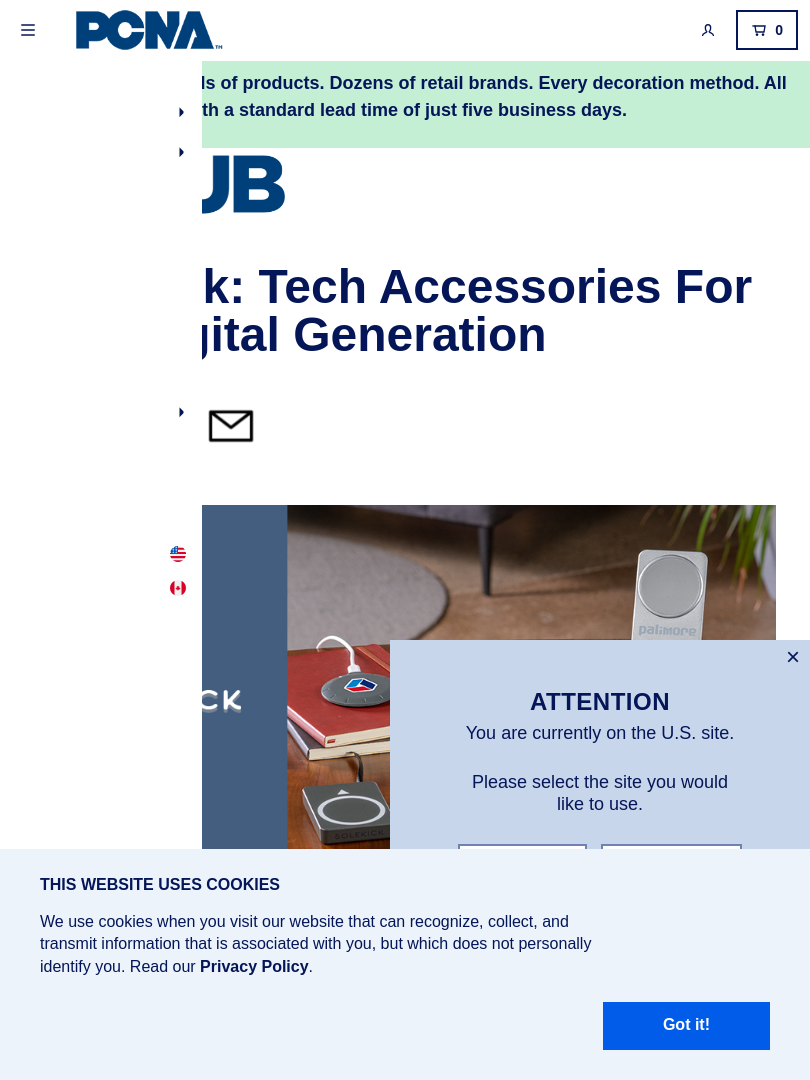 PCNA™
0
of products. Dozens of retail brands. Every decoration method. All
a standard lead time of just five business days.
UB
k: Tech Accessories For
gital Generation
palmore
CK
SOLEKICK
ATTENTION
You are currently on the U.S. site.
Please select the site you would
like to use.
THIS WEBSITE USES COOKIES
We use cookies when you visit our website that can recognize, collect, and
transmit information that is associated with you, but which does not personally
identify you. Read our Privacy Policy.
Got it!